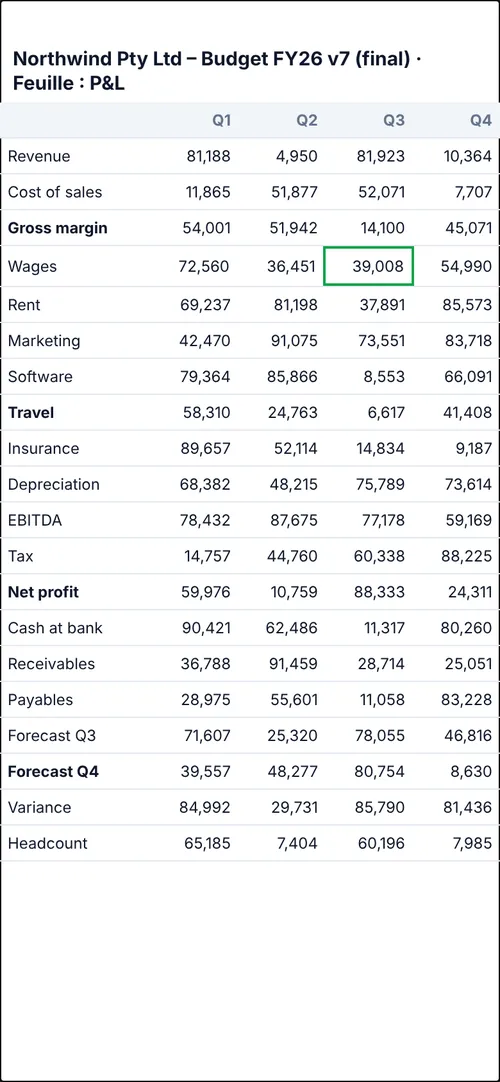 Northwind Pty Ltd – Budget FY26 v7 (final) ·
Feuille : P&L
Q1 Q2 Q3 Q4
Revenue 81,188 4,950 81,923 10,364
Cost of sales 11,865 51,877 52,071 7,707
Gross margin 54,001 51,942 14,100 45,071
Wages 72,560 36,451 39,008 54,990
Rent 69,237 81,198 37,891 85,573
Marketing 42,470 91,075 73,551 83,718
Software 79,364 85,866 8,553 66,091
Travel 58,310 24,763 6,617 41,408
Insurance 89,657 52,114 14,834 9,187
Depreciation 68,382 48,215 75,789 73,614
EBITDA 78,432 87,675 77,178 59,169
Tax 14,757 44,760 60,338 88,225
Net profit 59,976 10,759 88,333 24,311
Cash at bank 90,421 62,486 11,317 80,260
Receivables 36,788 91,459 28,714 25,051
Payables 28,975 55,601 11,058 83,228
Forecast Q3 71,607 25,320 78,055 46,816
Forecast Q4 39,557 48,277 80,754 8,630
Variance 84,992 29,731 85,790 81,436
Headcount 65,185 7,404 60,196 7,985